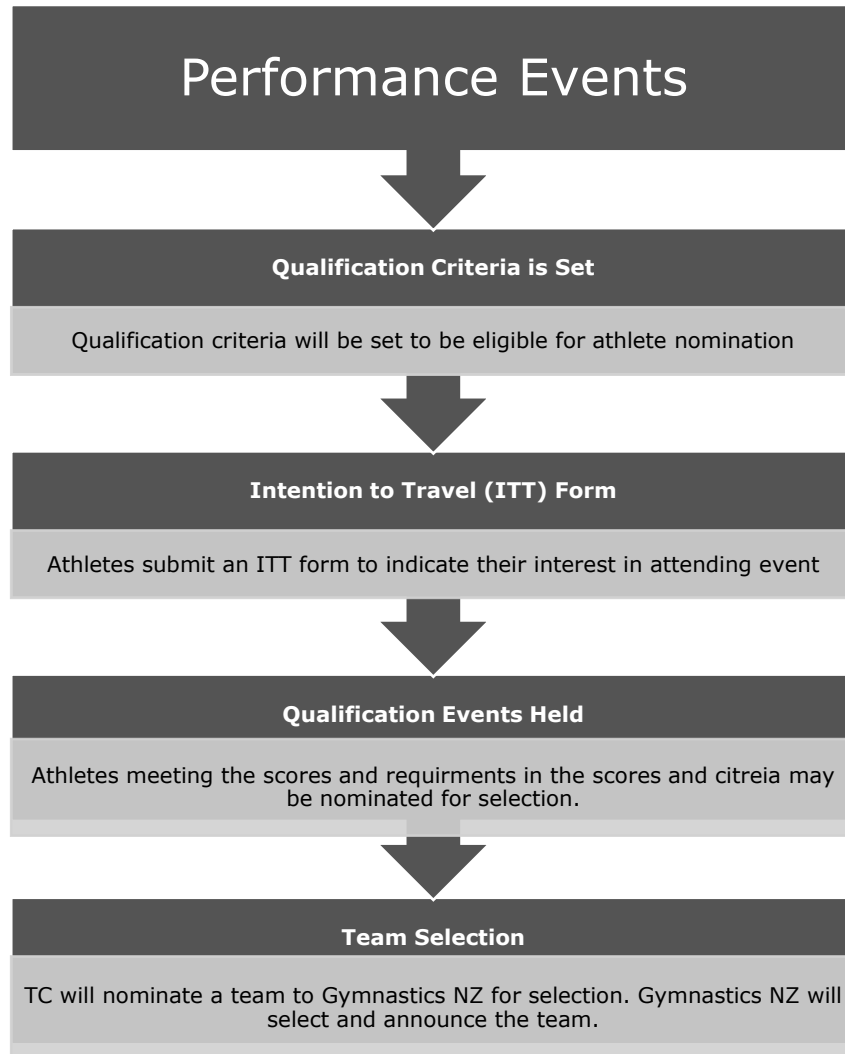 Performance Events
Qualification Criteria is Set
Qualification criteria will be set to be eligible for athlete nomination
Intention to Travel (ITT) Form
Athletes submit an ITT form to indicate their interest in attending event
Qualification Events Held
Athletes meeting the scores and requirments in the scores and citreia may
be nominated for selection.
Team Selection
TC will nominate a team to Gymnastics NZ for selection. Gymnastics NZ will
select and announce the team.